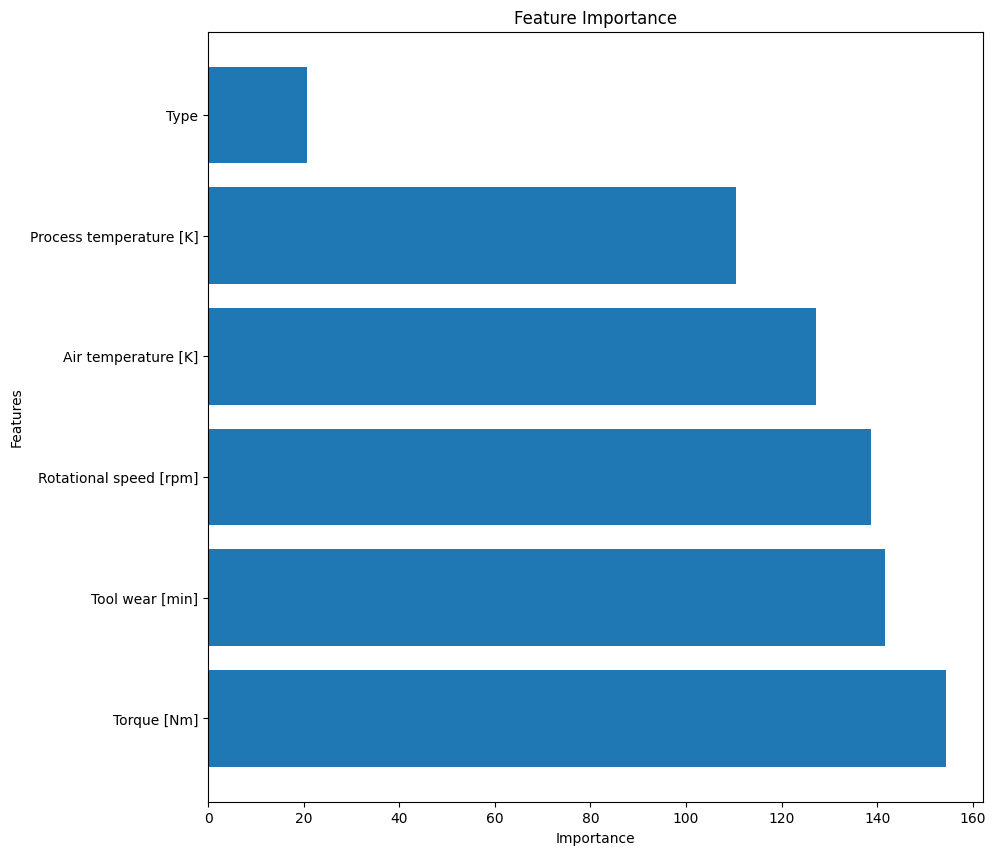 Feature Importance
Type
Process temperature [K]
Air temperature [K]
Features
Rotational speed [rpm]
Tool wear [min]
Torque [Nm]
0 20 40 60 80 100 120 140 160
Importance